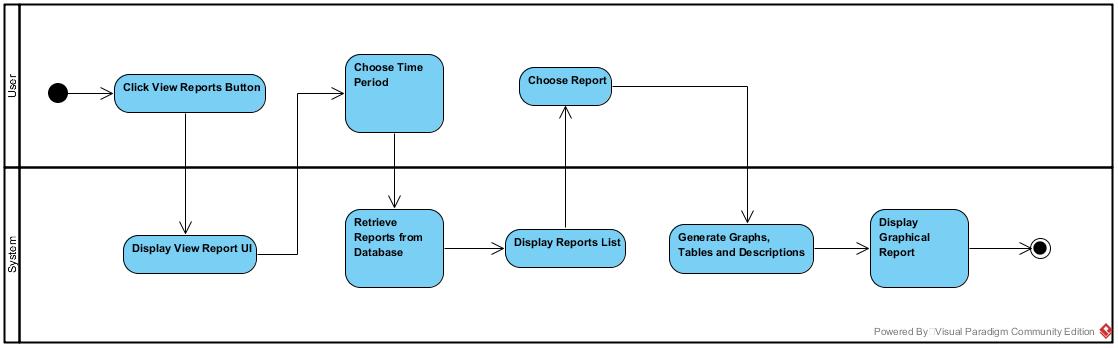 User
Click View Reports Button
Choose Time
Period
Choose Report
System
Display View Report UI
Retrieve
Reports from
Database
Display Reports List
Generate Graphs,
Tables and Descriptions
Display
Graphical
Report
Powered By Visual Paradigm Community Edition